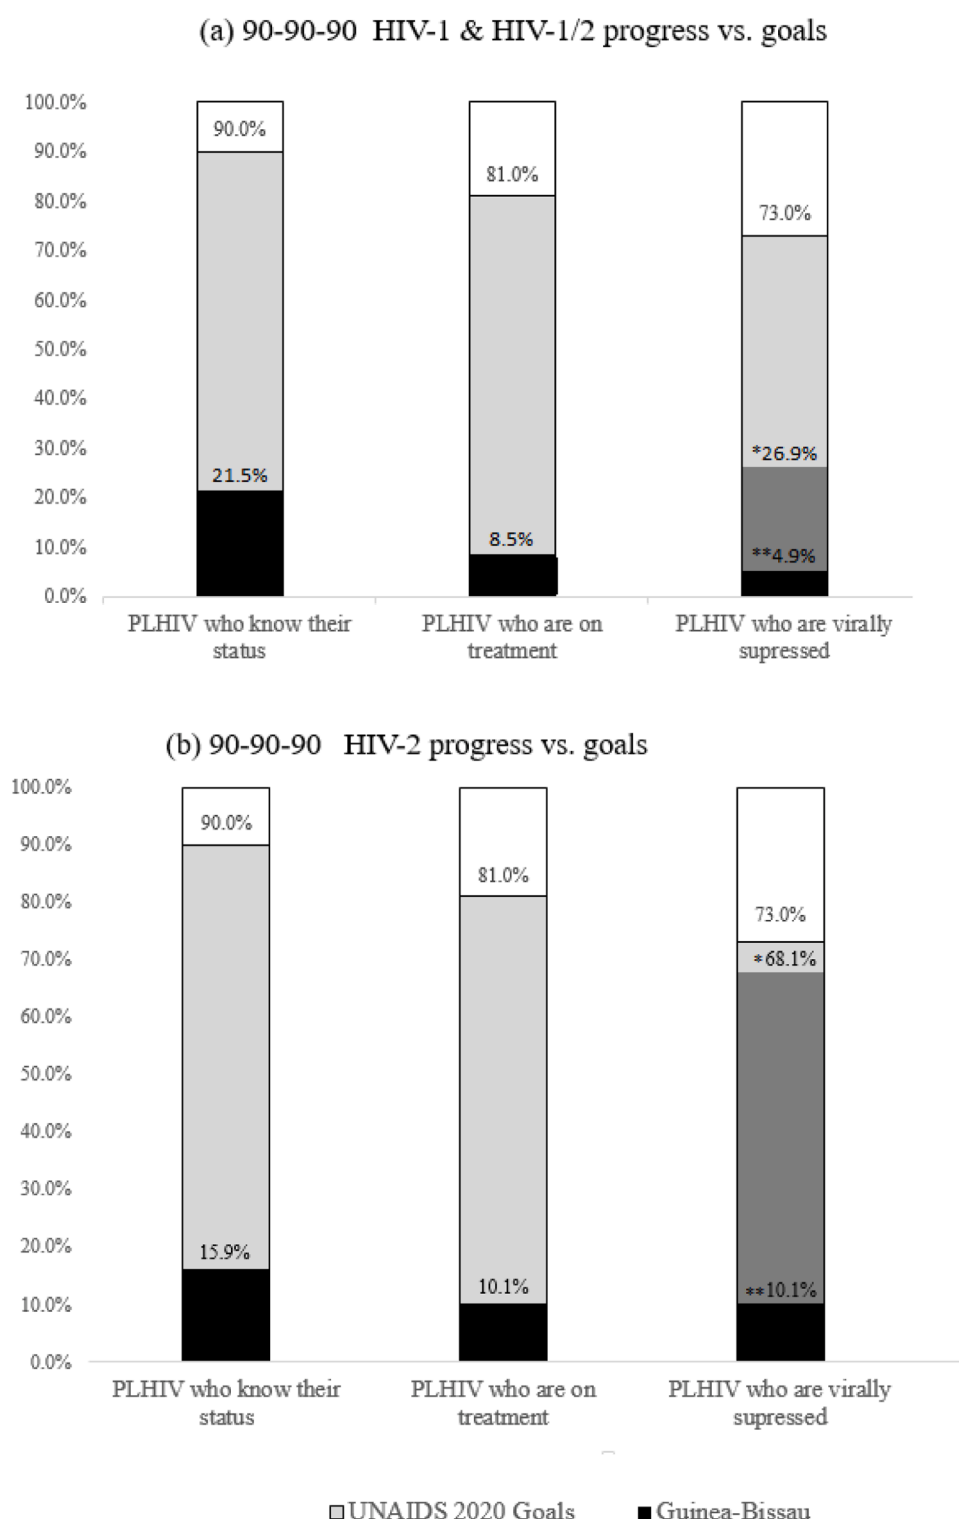 (a) 90-90-90 HIV-1 & HIV-1/2 progress vs. goals
100.0%
90.0%
80.0%
70.0%
60.0%
50.0%
40.0%
30.0%
20.0%
10.0%
0.0%
90.0%
21.5%
81.0%
8.5%
73.0%
*26.9%
**4.9%
PLHIV who know their
status
PLHIV who are on
treatment
PLHIV who are virally
supressed
(b) 90-90-90 HIV-2 progress vs. goals
100.0%
90.0%
80.0%
70.0%
60.0%
50.0%
40.0%
30.0%
20.0%
10.0%
0.0%
90.0%
15.9%
81.0%
10.1%
73.0%
*68.1%
**10.1%
PLHIV who know their
status
PLHIV who are on
treatment
PLHIV who are virally
supressed
UNAIDS 2020 Goals
Guinea-Bissau